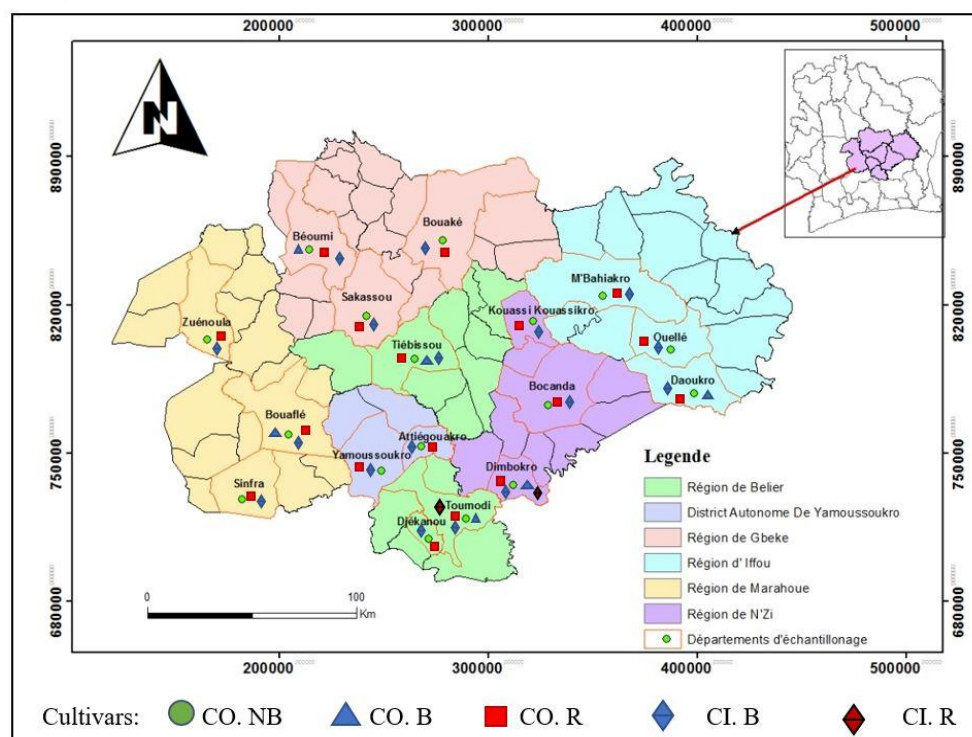 200000 300000 400000 500000
N
890000
890000
Bouaké
Béoumi
M'Bahiakro
Sakassou
820000
820000
Kouassi Kouassikro
Zuénoula
Quellé
Tiébissou
Daoukro
Bocanda
Bouaflé
Attiégouakro
Yamoussoukro
750000
750000
Legende
Dimbokro
Sinfra
Région de Belier
Toumodi
District Autonome De Yamoussoukro
Djékanou
Région de Gbeke
Région d' Iffou
Région de Marahoue
0 100
Km
Région de N'Zi
680000
680000
Départements d'échantillonage
200000 300000 400000 500000
Cultivars: CO. NB CO. B CO. R CI. B CI. R